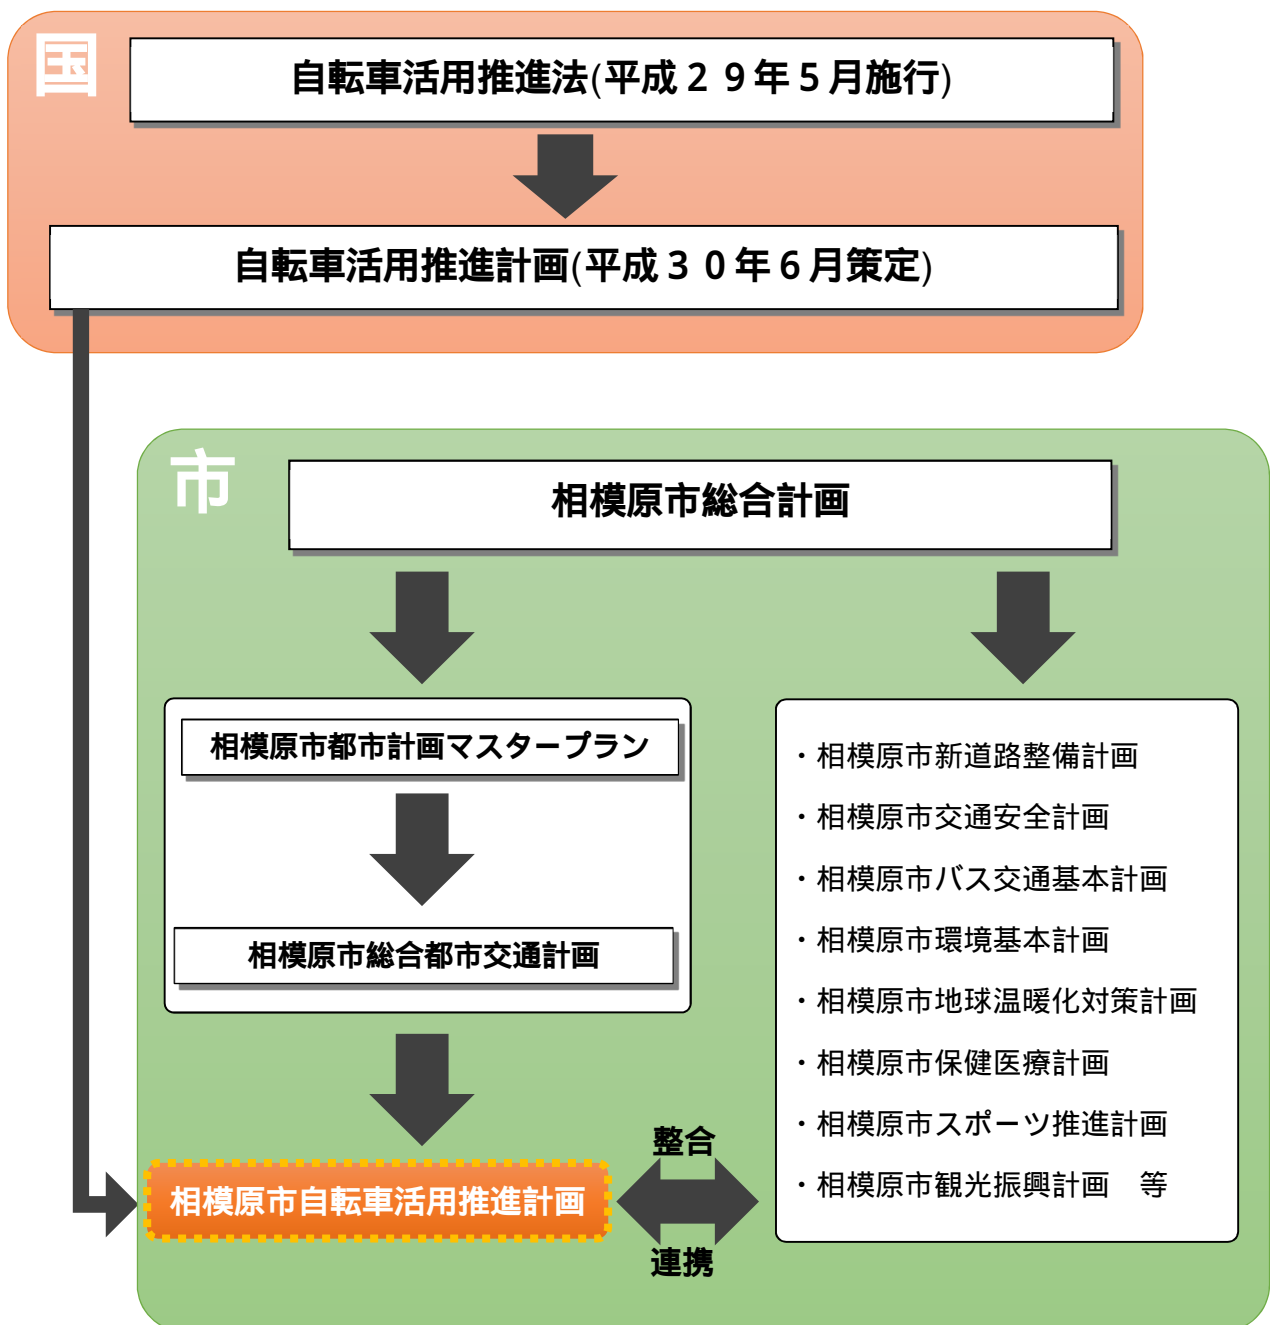 国
自転車活用推進法(平成２９年５月施行)
自転車活用推進計画(平成３０年６月策定)
市
相模原市総合計画
相模原市都市計画マスタープラン
相模原市総合都市交通計画
相模原市自転車活用推進計画
整合
連携
・相模原市新道路整備計画
・相模原市交通安全計画
・相模原市バス交通基本計画
・相模原市環境基本計画
・相模原市地球温暖化対策計画
・相模原市保健医療計画
・相模原市スポーツ推進計画
・相模原市観光振興計画　等